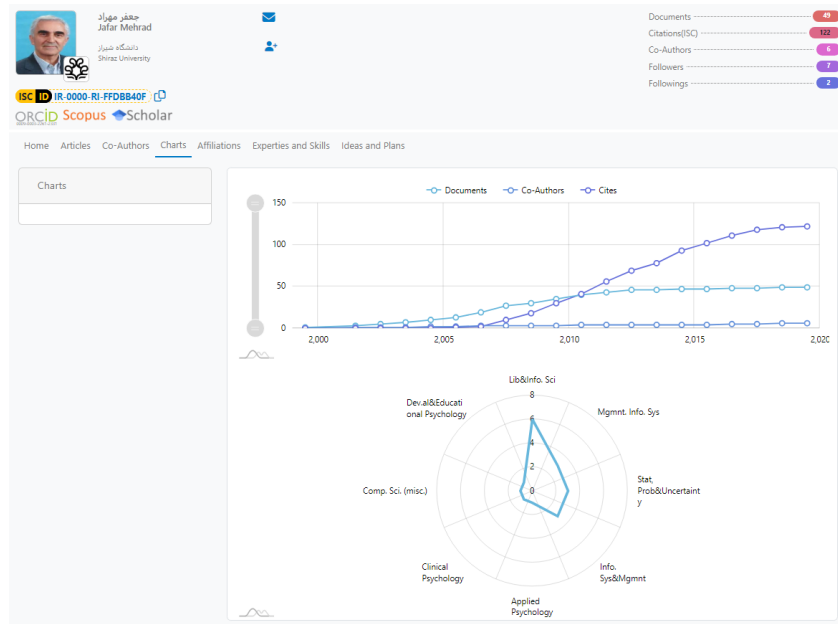 جعفر مهراد
Jafar Mehrad
دانشگاه شیراز
Shiraz University
ISC ID IR-0000-RI-FFDBB40F
ORCID Scopus Scholar
Documents 49
Citations(ISC) 122
Co-Authors 6
Followers 7
Followings 2
Home Articles Co-Authors Charts Affiliations Experties and Skills Ideas and Plans
Charts
Documents Co-Authors Cites
150
100
50
0
2,000 2,005 2,010 2,015 2,020
Lib&Info. Sci
Mgmnt. Info. Sys
Stat,
Prob&Uncertaint
y
Info.
Sys&Mgmnt
Applied
Psychology
Clinical
Psychology
Comp. Sci. (misc.)
Dev.al&Educati
onal Psychology
8
6
4
2
0